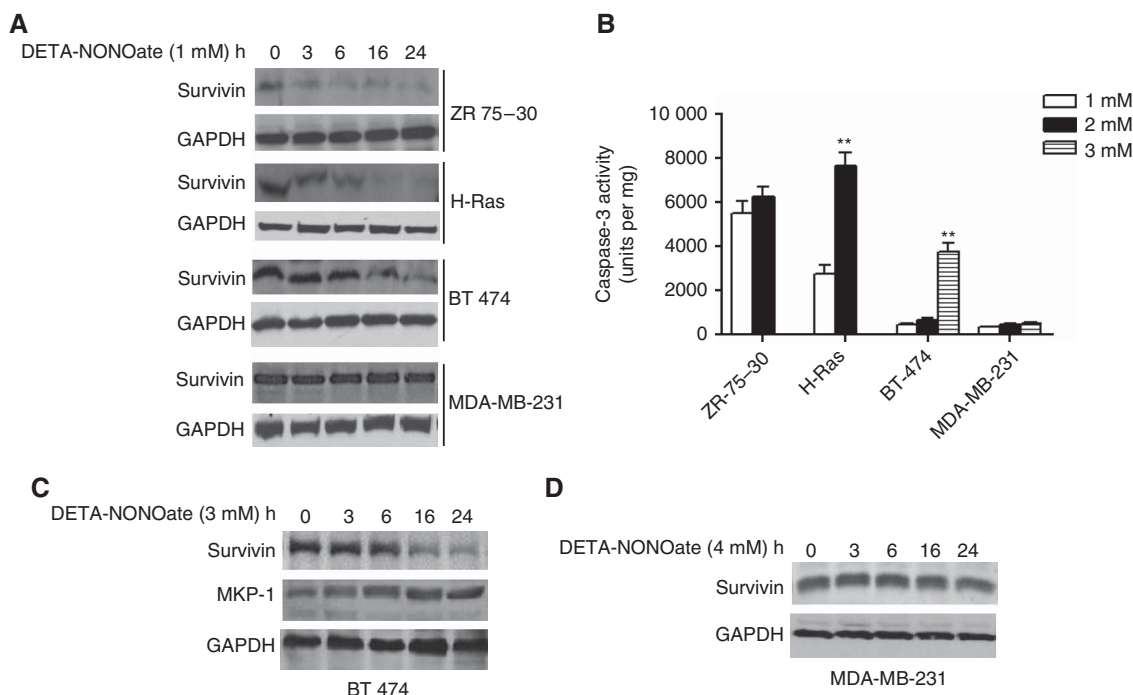 A
DETA-NONOate (1 mM) h 0 3 6 16 24
Survivin
GAPDH
ZR 75–30
Survivin
GAPDH
H-Ras
Survivin
GAPDH
BT 474
Survivin
GAPDH
MDA-MB-231
B
1 mM
2 mM
3 mM
Caspase-3 activity
(units per mg)
10 000
8000
6000
4000
2000
0
**
**
ZR-75–30
H-Ras
BT-474
MDA-MB-231
C
DETA-NONOate (3 mM) h 0 3 6 16 24
Survivin
MKP-1
GAPDH
BT 474
D
DETA-NONOate (4 mM) h 0 3 6 16 24
Survivin
GAPDH
MDA-MB-231